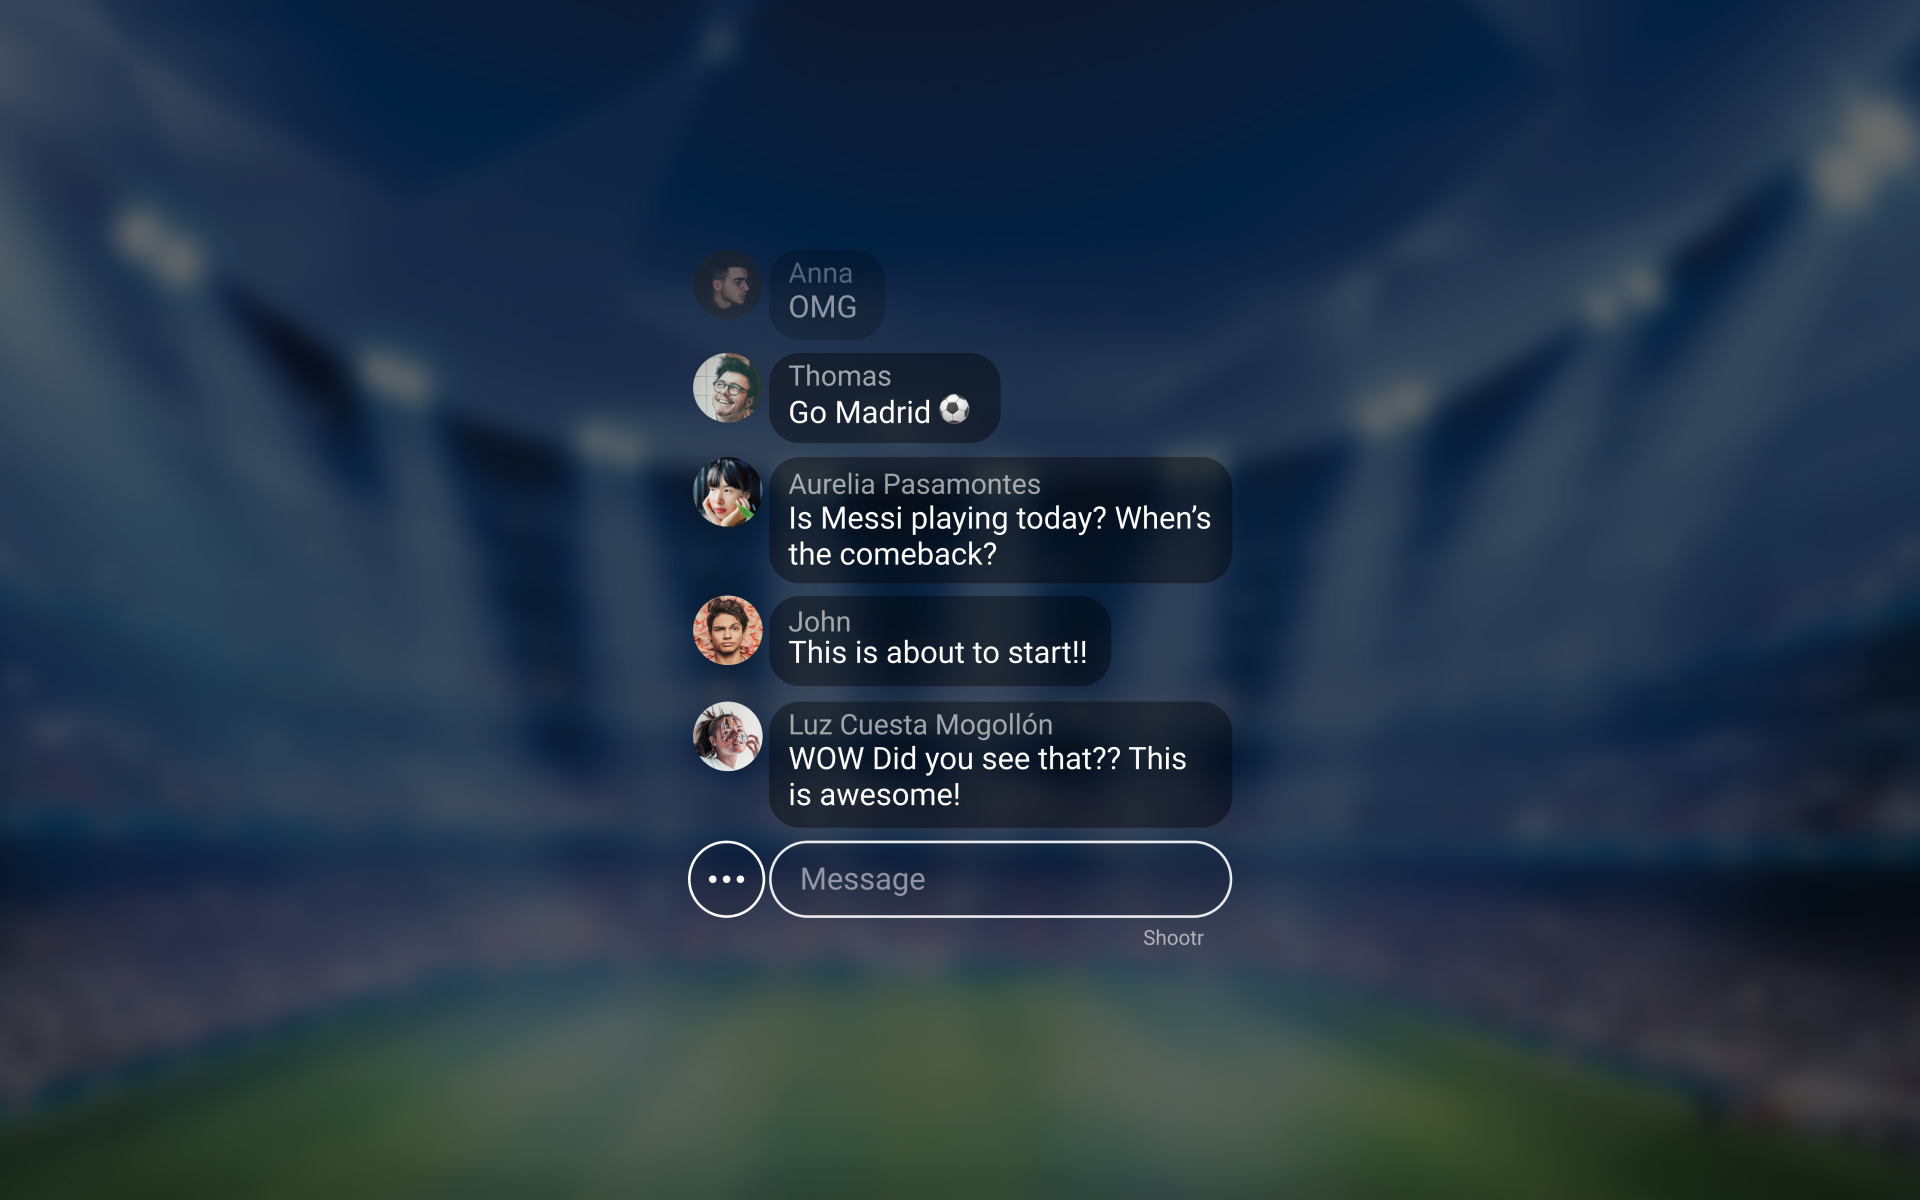 Anna
OMG
Thomas
Go Madrid ⚽
Aurelia Pasamontes
Is Messi playing today? When’s
the comeback?
John
This is about to start!!
Luz Cuesta Mogollón
WOW Did you see that?? This
is awesome!
Message
Shootr